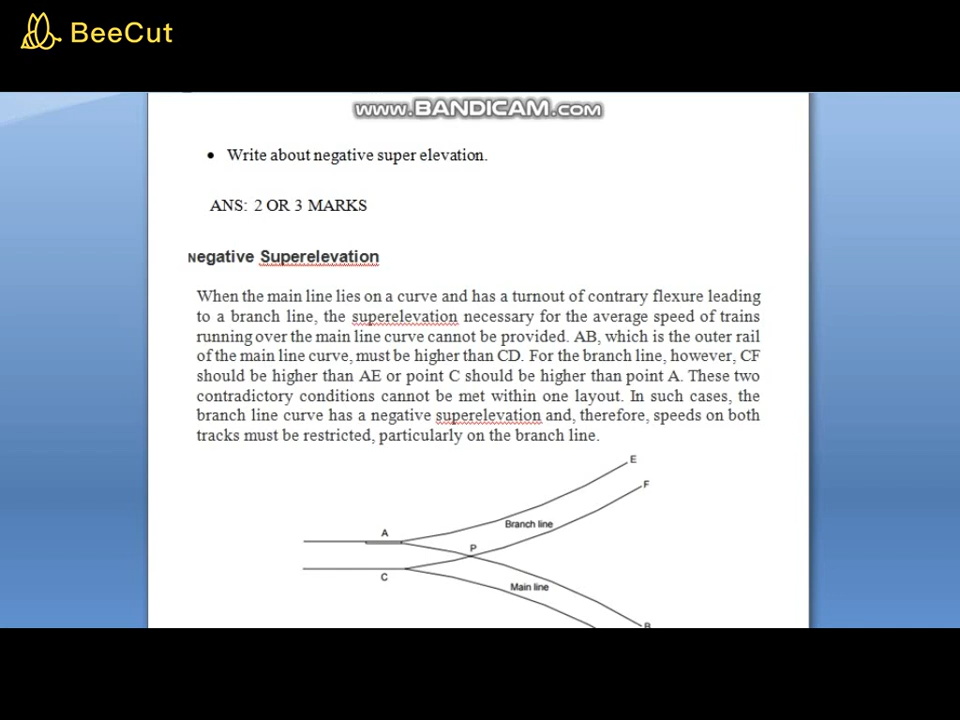 BeeCut
www.BANDICAM.com
• Write about negative super elevation.
ANS: 2 OR 3 MARKS
Negative Superelevation
When the main line lies on a curve and has a turnout of contrary flexure leading
to a branch line, the superelevation necessary for the average speed of trains
running over the main line curve cannot be provided. AB, which is the outer rail
of the main line curve, must be higher than CD. For the branch line, however, CF
should be higher than AE or point C should be higher than point A. These two
contradictory conditions cannot be met within one layout. In such cases, the
branch line curve has a negative superelevation and, therefore, speeds on both
tracks must be restricted, particularly on the branch line.
E
F
Branch line
A
P
C
Main line
B